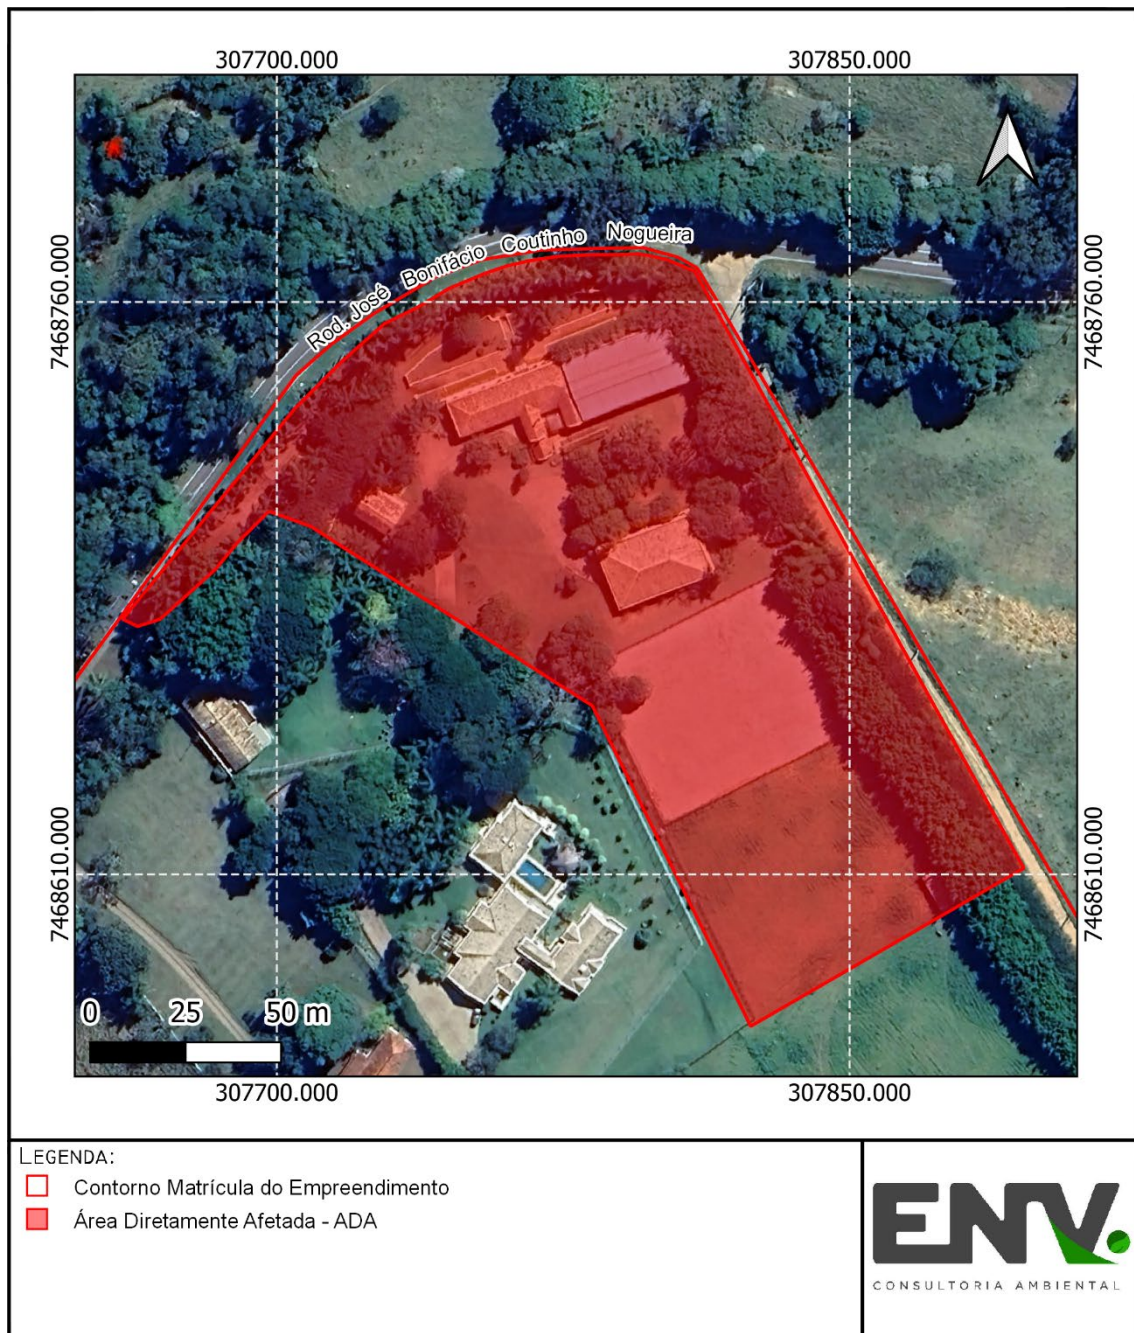 307700.000
307850.000
7468760.000
7468760.000
Rod. José Bonifácio Coutinho Nogueira
7468610.000
7468610.000
0 25 50 m
307700.000
307850.000
LEGENDA:
Contorno Matrícula do Empreendimento
Área Diretamente Afetada - ADA
ENV.
CONSULTORIA AMBIENTAL